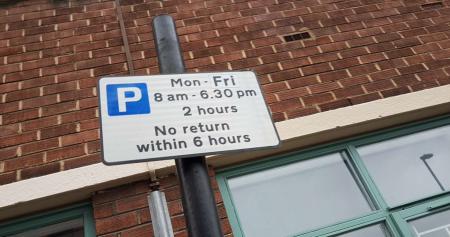 P
Mon - Fri
8 am - 6.30 pm
2 hours
No return
within 6 hours